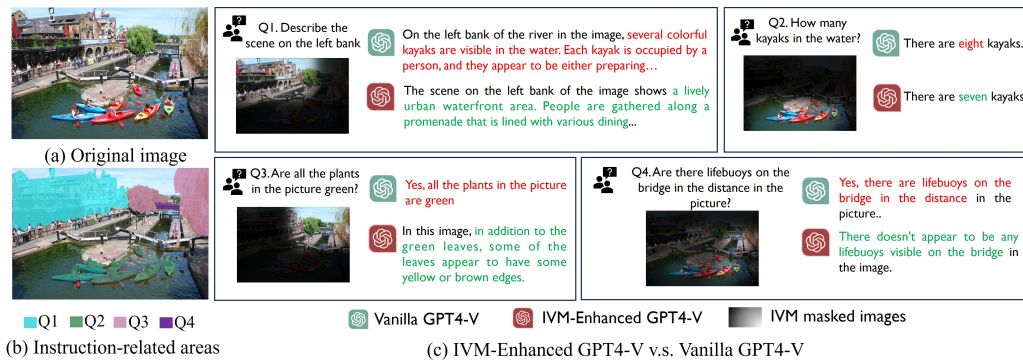 Q1. Describe the
scene on the left bank
On the left bank of the river in the image, several colorful
kayaks are visible in the water. Each kayak is occupied by a
person, and they appear to be either preparing…
The scene on the left bank of the image shows a lively
urban waterfront area. People are gathered along a
promenade that is lined with various dining...
Q2. How many
kayaks in the water?
There are eight kayaks.
There are seven kayaks
(a) Original image
Q3. Are all the plants
in the picture green?
Yes, all the plants in the picture
are green
In this image, in addition to the
green leaves, some of the
leaves appear to have some
yellow or brown edges.
Q4. Are there lifebuoys on the
bridge in the distance in the
picture?
Yes, there are lifebuoys on the
bridge in the distance in the
picture..
There doesn't appear to be any
lifebuoys visible on the bridge in
the image.
Q1 Q2 Q3 Q4
(b) Instruction-related areas
Vanilla GPT4-V IVM-Enhanced GPT4-V IVM masked images
(c) IVM-Enhanced GPT4-V v.s. Vanilla GPT4-V